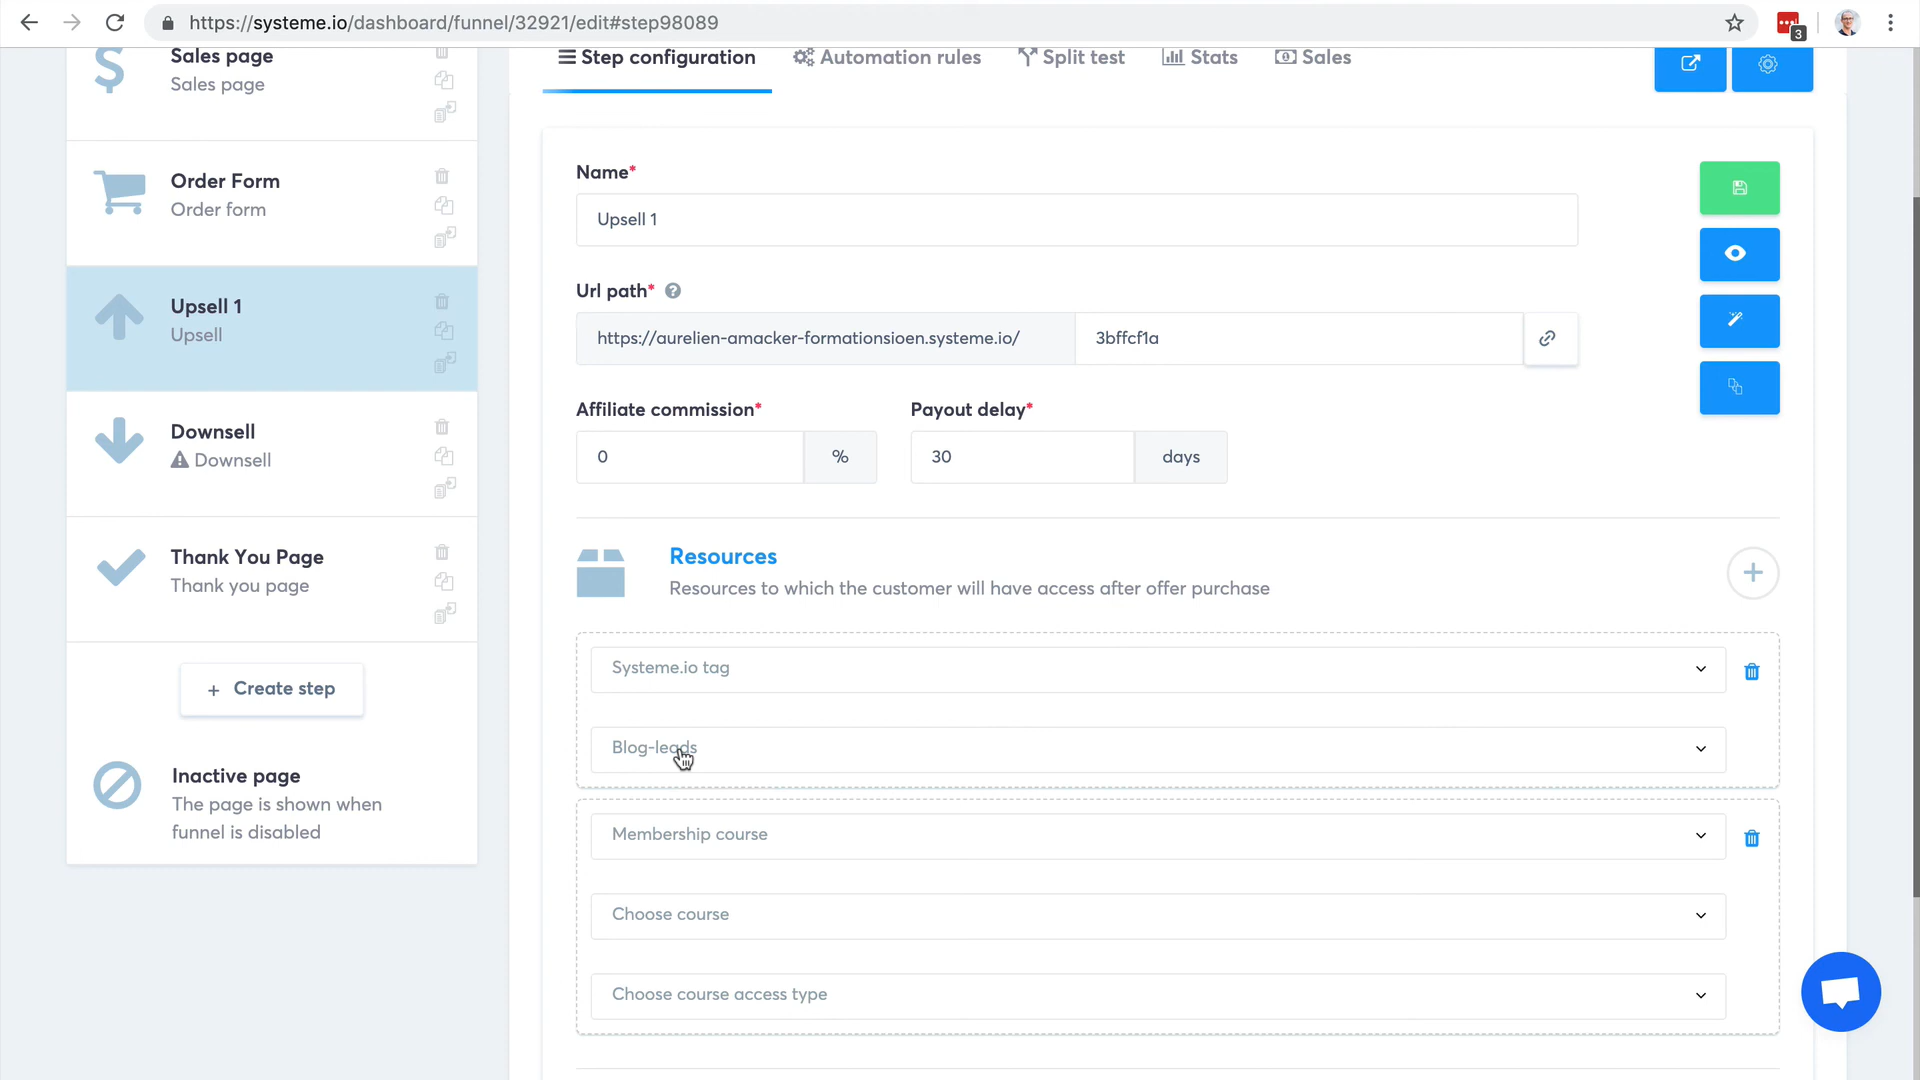 https://systeme.io/dashboard/funnel/32921/edit#step98089
3
Sales page
Sales page
Order Form
Order form
Upsell 1
Upsell
Downsell
Downsell
Thank You Page
Thank you page
+ Create step
Inactive page
The page is shown when
funnel is disabled
Step configuration
Automation rules
Split test
Stats
Sales
Name*
Upsell 1
Url path* ?
https://aurelien-amacker-formationsioen.systeme.io/
3bffcf1a
Affiliate commission*
Payout delay*
0
%
30
days
Resources
Resources to which the customer will have access after offer purchase
Systeme.io tag
Blog-leads
Membership course
Choose course
Choose course access type